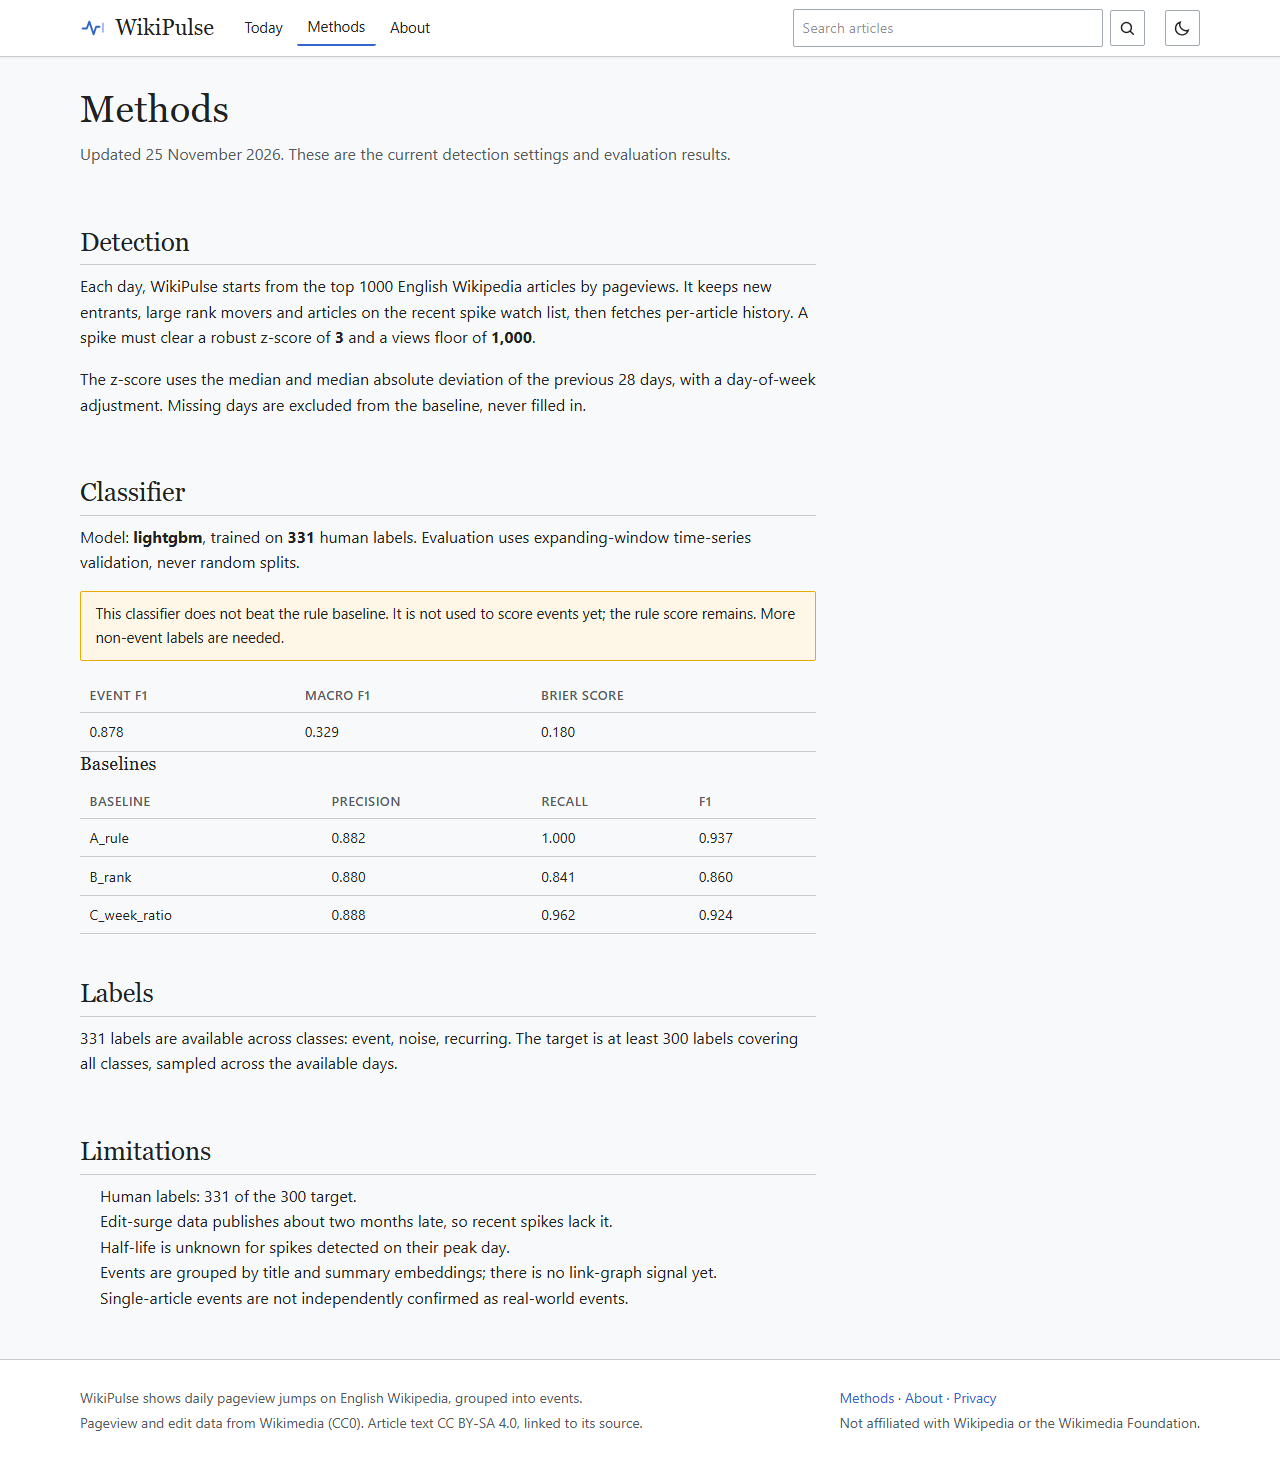 WikiPulse Today Methods About Search articles
Methods
Updated 25 November 2026. These are the current detection settings and evaluation results.
Detection
Each day, WikiPulse starts from the top 1000 English Wikipedia articles by pageviews. It keeps new
entrants, large rank movers and articles on the recent spike watch list, then fetches per-article history. A
spike must clear a robust z-score of 3 and a views floor of 1,000.
The z-score uses the median and median absolute deviation of the previous 28 days, with a day-of-week
adjustment. Missing days are excluded from the baseline, never filled in.
Classifier
Model: lightgbm, trained on 331 human labels. Evaluation uses expanding-window time-series
validation, never random splits.
This classifier does not beat the rule baseline. It is not used to score events yet; the rule score remains. More
non-event labels are needed.
EVENT F1 MACRO F1 BRIER SCORE
0.878 0.329 0.180
Baselines
BASELINE PRECISION RECALL F1
A_rule 0.882 1.000 0.937
B_rank 0.880 0.841 0.860
C_week_ratio 0.888 0.962 0.924
Labels
331 labels are available across classes: event, noise, recurring. The target is at least 300 labels covering
all classes, sampled across the available days.
Limitations
Human labels: 331 of the 300 target.
Edit-surge data publishes about two months late, so recent spikes lack it.
Half-life is unknown for spikes detected on their peak day.
Events are grouped by title and summary embeddings; there is no link-graph signal yet.
Single-article events are not independently confirmed as real-world events.
WikiPulse shows daily pageview jumps on English Wikipedia, grouped into events.
Pageview and edit data from Wikimedia (CC0). Article text CC BY-SA 4.0, linked to its source.
Methods · About · Privacy
Not affiliated with Wikipedia or the Wikimedia Foundation.